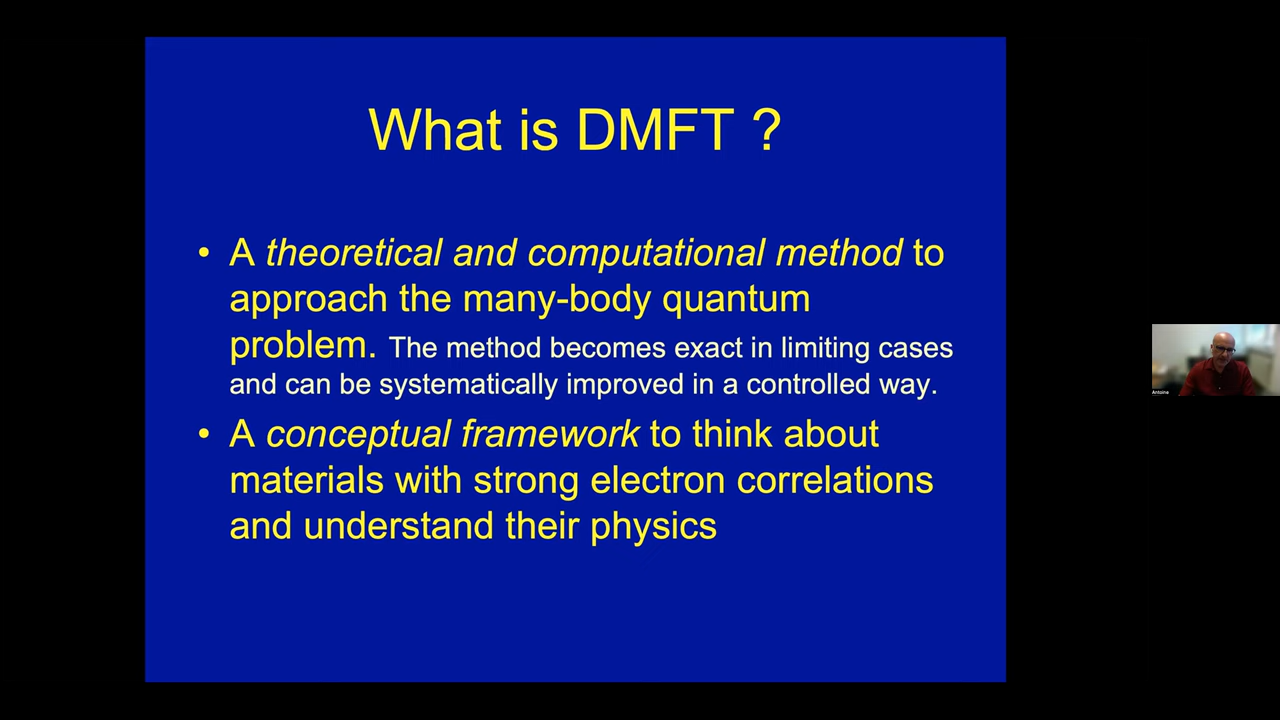 What is DMFT ?
• A theoretical and computational method to
approach the many-body quantum
problem. The method becomes exact in limiting cases
and can be systematically improved in a controlled way.
• A conceptual framework to think about
materials with strong electron correlations
and understand their physics
Antoine